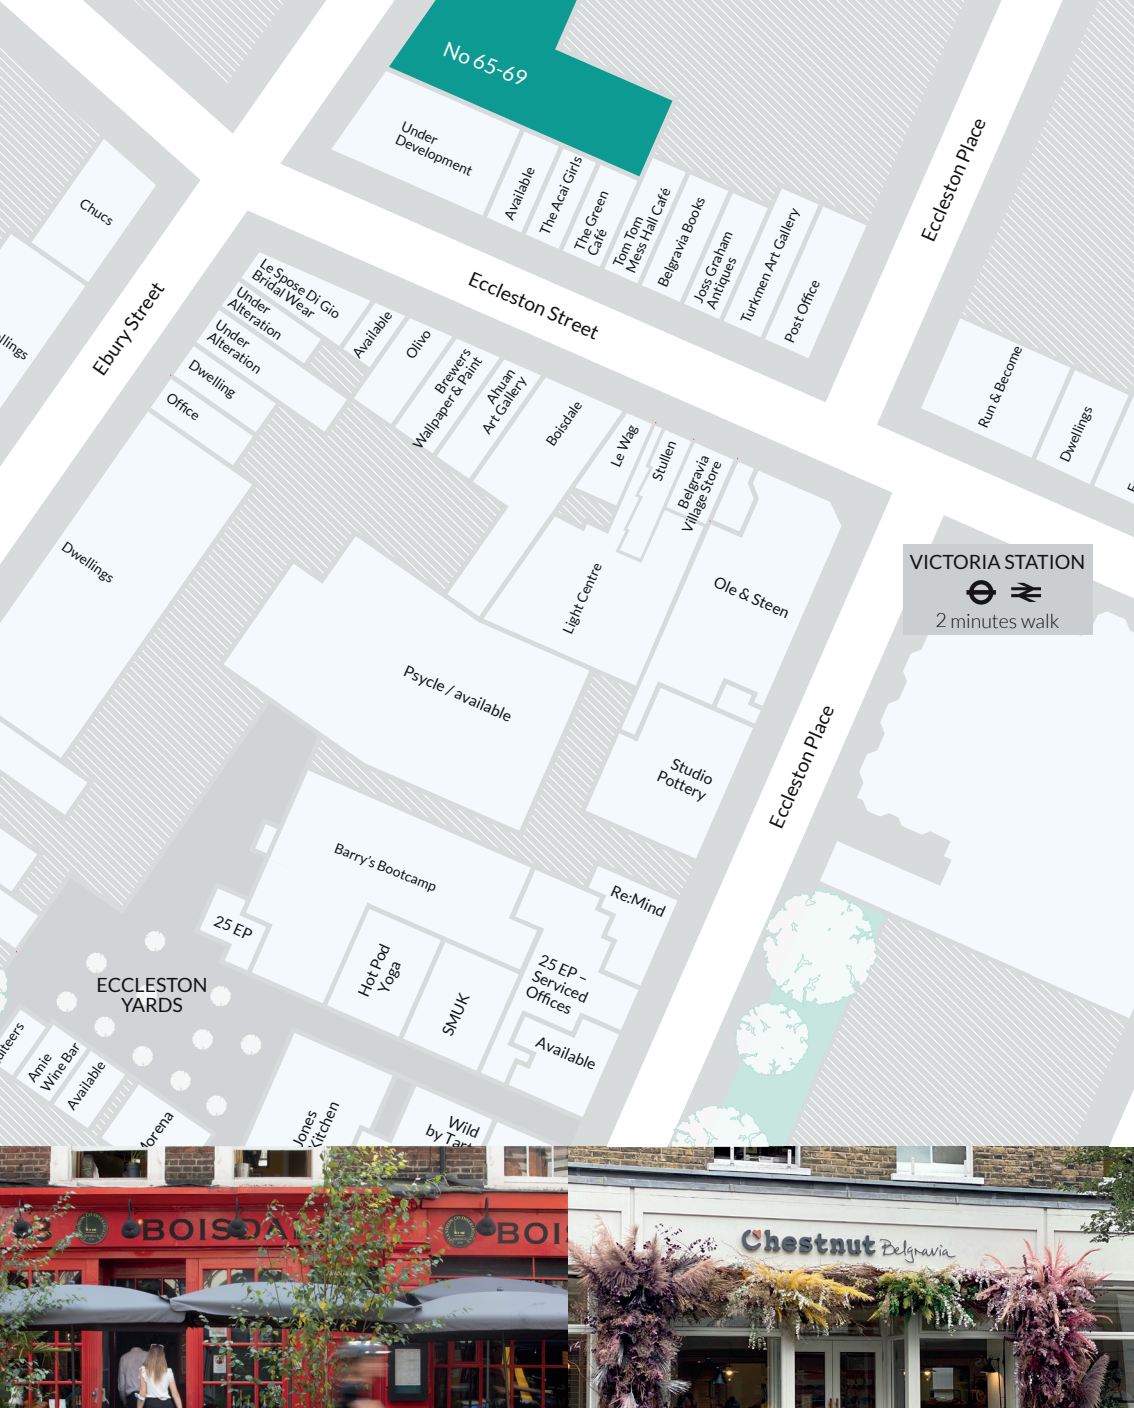 No 65-69
Under
Development
Available
The Acai Girls
The Green
Café
Tom Tom
Mess Hall Café
Belgravia Books
Joss Graham
Antiques
Turkmen Art Gallery
Post Office
Eccleston Place
Chucs
Ebury Street
Eccleston Street
Le Spose Di Gio
Bridal Wear
Under
Alteration
Under
Alteration
Dwelling
Office
Available
Olivo
Brewers
Wallpaper & Paint
Ahuan
Art Gallery
Boisdale
Le Wag
Stullen
Belgravia
Village Store
Run & Become
Dwellings
Dwellings
Light Centre
Ole & Steen
VICTORIA STATION
2 minutes walk
Psycle / available
Studio
Pottery
Eccleston Place
Barry's Bootcamp
Re:Mind
25 EP
Hot Pod
Yoga
SMUK
25 EP –
Serviced
Offices
Available
ECCLESTON
YARDS
Amie
Wine Bar
Available
Morena
Jones
Kitchen
Wild
by Tart
BOISDA
BOIS
Chestnut Belgravia